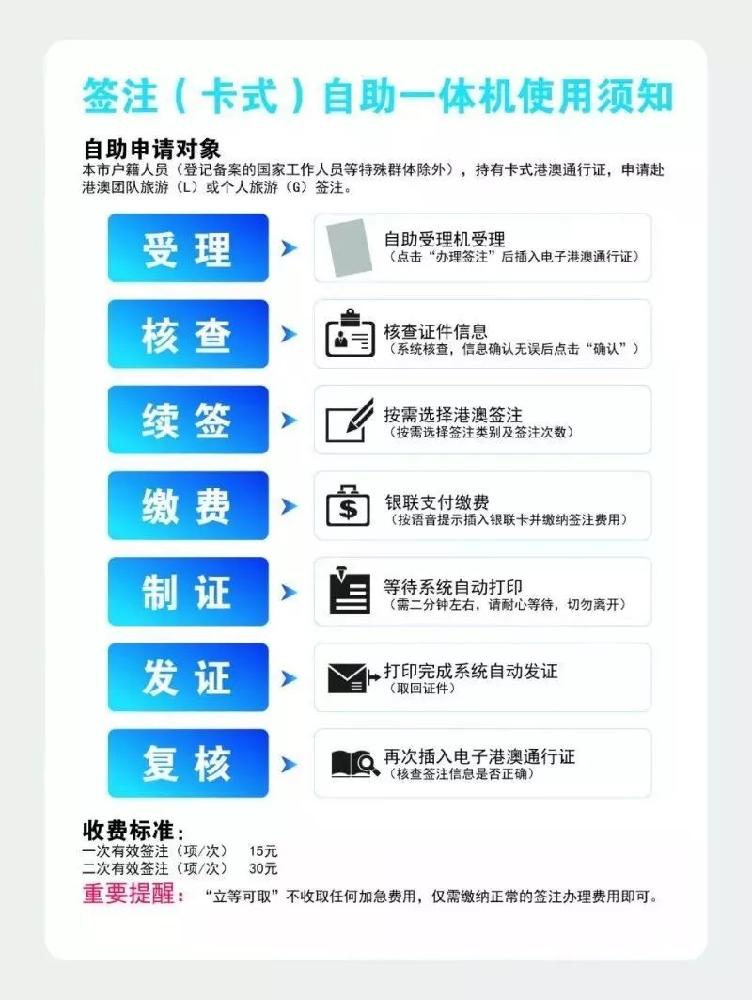 签注（卡式）自助一体机使用须知
自助申请对象
本市户籍人员（登记备案的国家工作人员等特殊群体除外），持有卡式港澳通行证，申请赴
港澳团队旅游（L）或个人旅游（G）签注。
受理
自助受理机受理
（点击“办理签注”后插入电子港澳通行证）
核查
核查证件信息
（系统核查，信息确认无误后点击“确认”）
续签
按需选择港澳签注
（按需选择签注类别及签注次数）
缴费
$
银联支付缴费
（按语音提示插入银联卡并缴纳签注费用）
制证
等待系统自动打印
（需二分钟左右，请耐心等待，切勿离开）
发证
打印完成系统自动发证
（取回证件）
复核
再次插入电子港澳通行证
（核查签注信息是否正确）
收费标准：
一次有效签注（项/次） 15元
二次有效签注（项/次） 30元
重要提醒：“立等可取”不收取任何加急费用，仅需缴纳正常的签注办理费用即可。